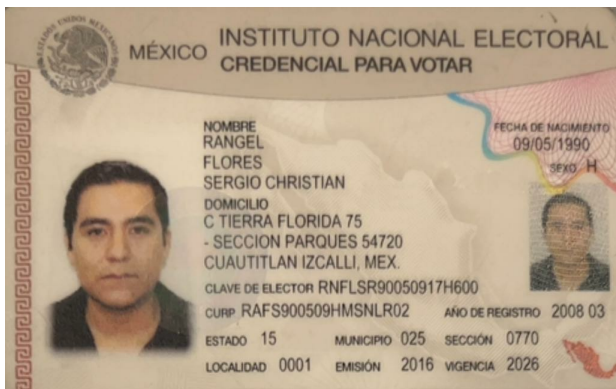 MÉXICO INSTITUTO NACIONAL ELECTORAL
CREDENCIAL PARA VOTAR
NOMBRE
RANGEL
FLORES
SERGIO CHRISTIAN
FECHA DE NACIMIENTO
09/05/1990
SEXO H
DOMICILIO
C TIERRA FLORIDA 75
- SECCION PARQUES 54720
CUAUTITLAN IZCALLI, MEX.
CLAVE DE ELECTOR RNFLSR90050917H600
CURP RAFS900509HMSNLR02 AÑO DE REGISTRO 2008 03
ESTADO 15 MUNICIPIO 025 SECCIÓN 0770
LOCALIDAD 0001 EMISIÓN 2016 VIGENCIA 2026